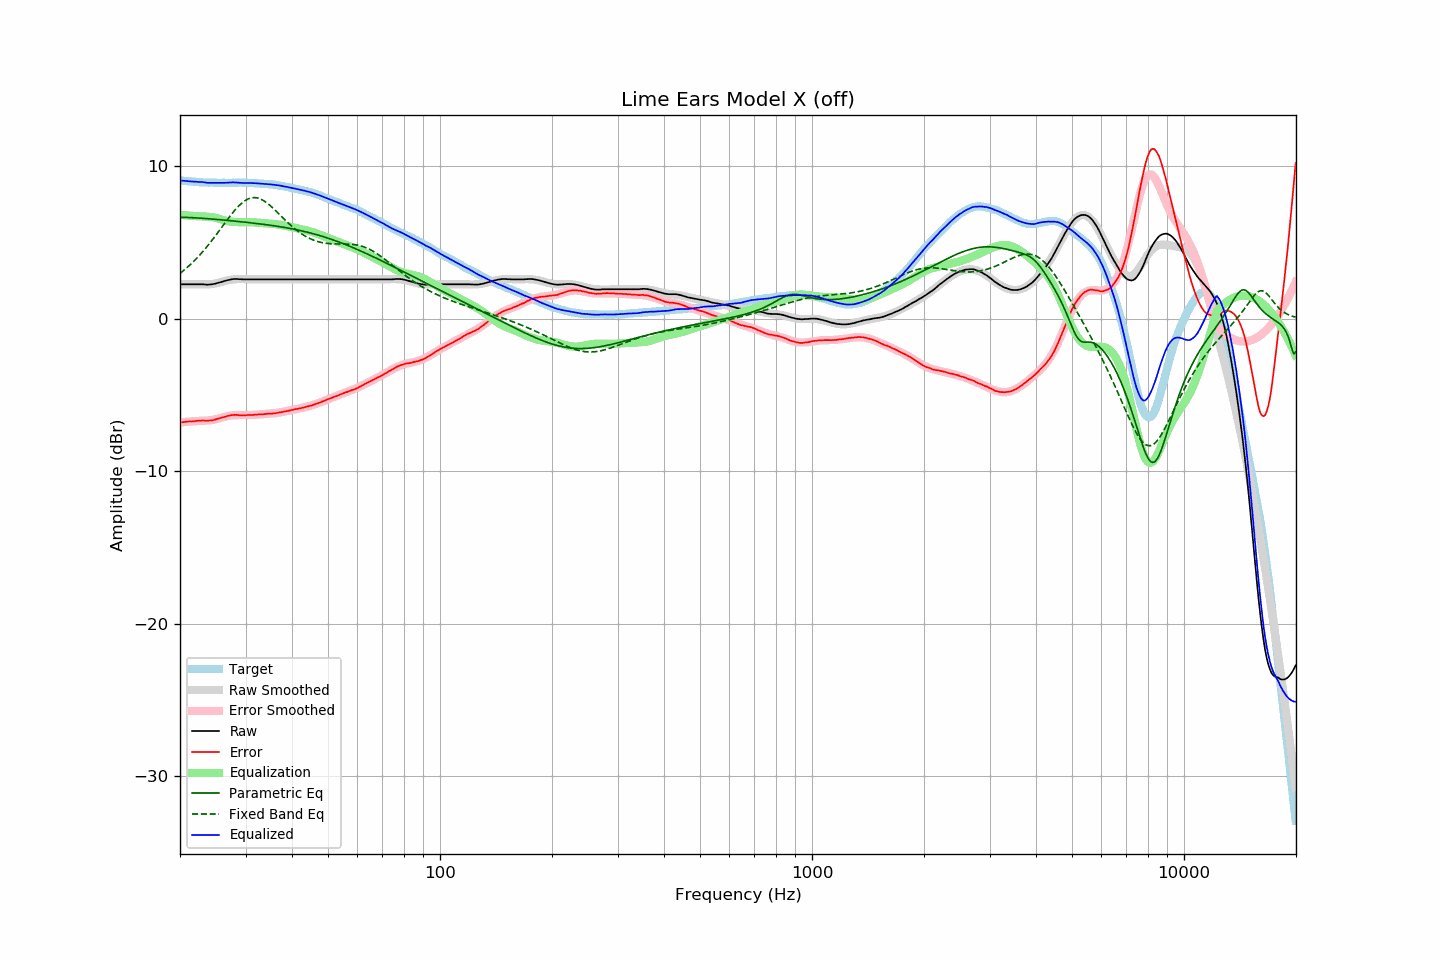 Lime Ears Model X (off)
10
0
−10
−20
−30
Amplitude (dBr)
Target
Raw Smoothed
Error Smoothed
Raw
Error
Equalization
Parametric Eq
Fixed Band Eq
Equalized
100
1000
10000
Frequency (Hz)